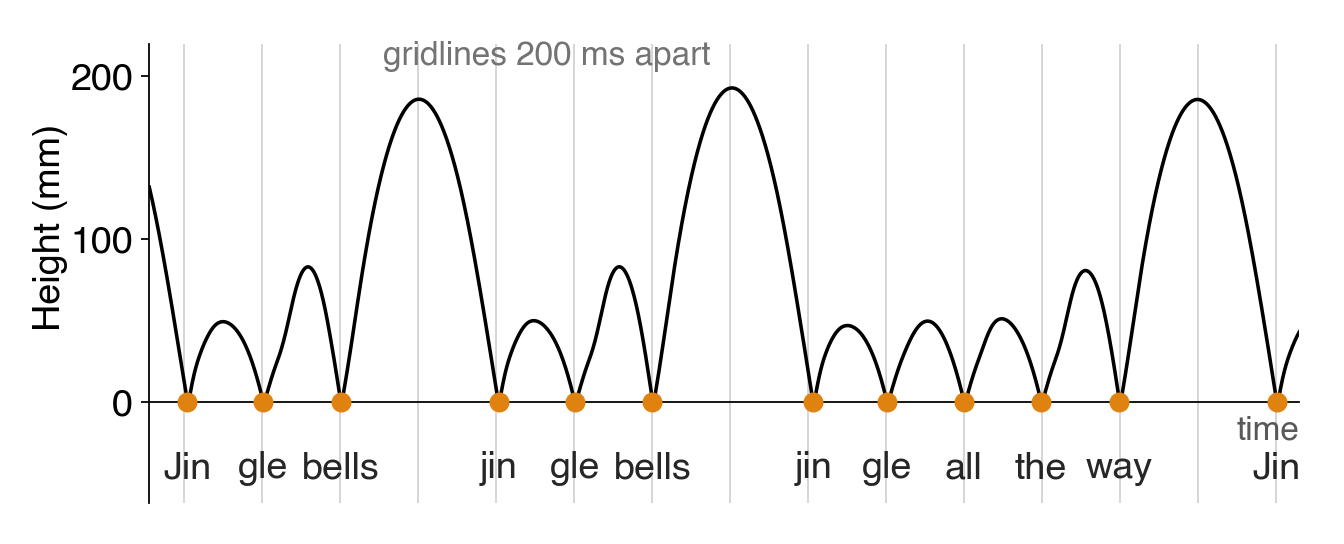 gridlines 200 ms apart
200
100
0
Height (mm)
time
Jin gle bells jin gle bells jin gle all the way Jin